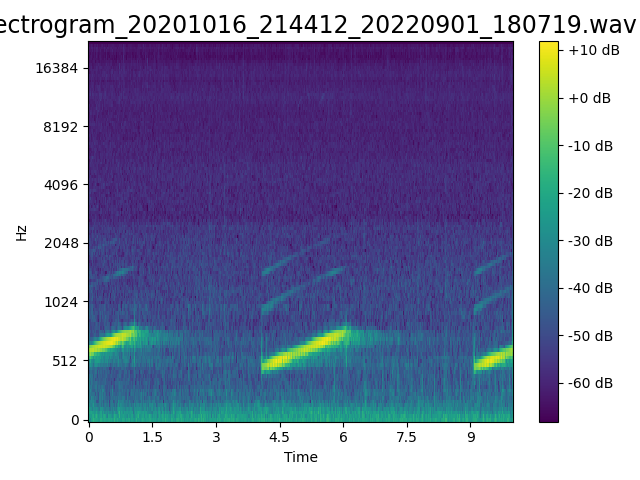 ectrogram_20201016_214412_20220901_180719.wav
+10 dB
16384
+0 dB
8192
-10 dB
4096
-20 dB
Hz
2048
-30 dB
1024
-40 dB
-50 dB
512
-60 dB
0
0 1.5 3 4.5 6 7.5 9
Time